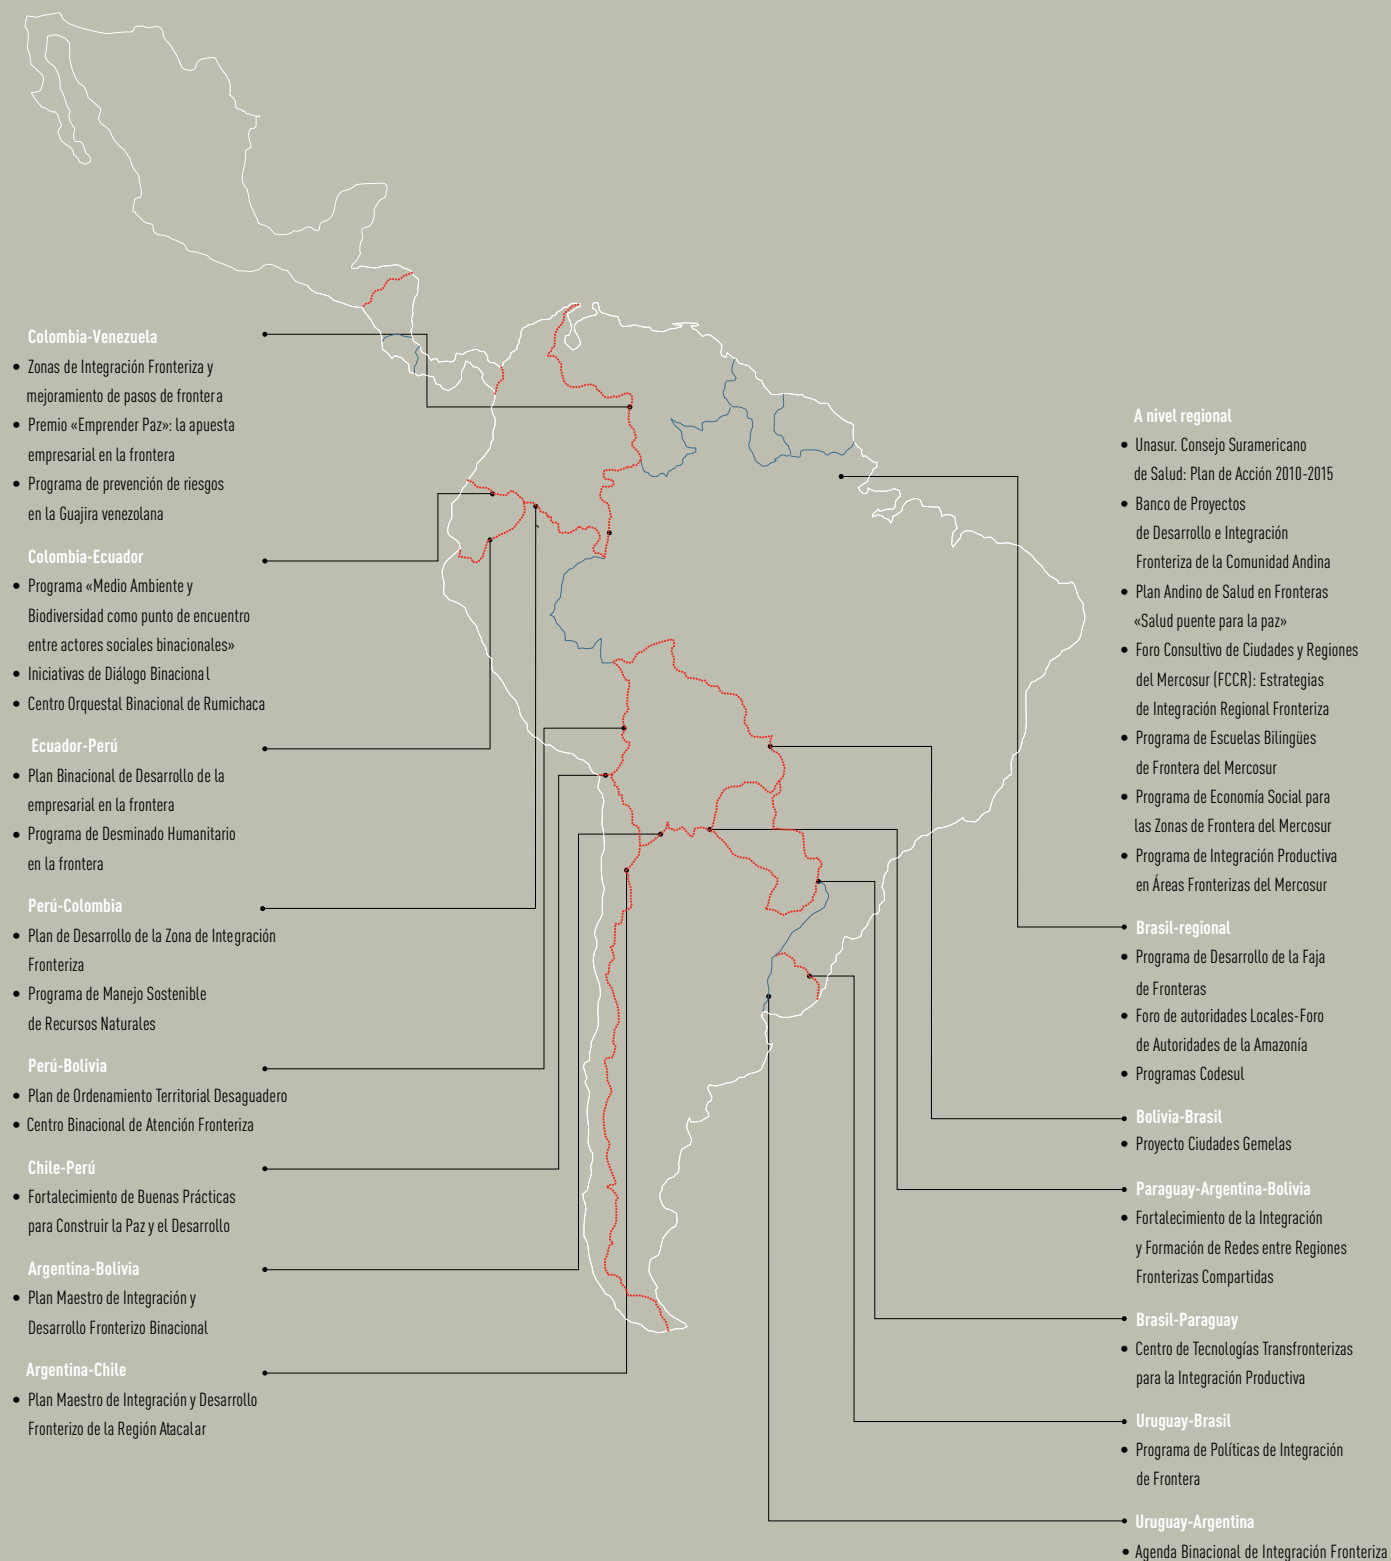 Colombia-Venezuela
• Zonas de Integración Fronteriza y
mejoramiento de pasos de frontera
• Premio «Emprender Paz»: la apuesta
empresarial en la frontera
• Programa de prevención de riesgos
en la Guajira venezolana
Colombia-Ecuador
• Programa «Medio Ambiente y
Biodiversidad como punto de encuentro
entre actores sociales binacionales»
• Iniciativas de Diálogo Binacional
• Centro Orquestal Binacional de Rumichaca
Ecuador-Perú
• Plan Binacional de Desarrollo de la
empresarial en la frontera
• Programa de Desminado Humanitario
en la frontera
Perú-Colombia
• Plan de Desarrollo de la Zona de Integración
Fronteriza
• Programa de Manejo Sostenible
de Recursos Naturales
Perú-Bolivia
• Plan de Ordenamiento Territorial Desaguadero
• Centro Binacional de Atención Fronteriza
Chile-Perú
• Fortalecimiento de Buenas Prácticas
para Construir la Paz y el Desarrollo
Argentina-Bolivia
• Plan Maestro de Integración y
Desarrollo Fronterizo Binacional
Argentina-Chile
• Plan Maestro de Integración y Desarrollo
Fronterizo de la Región Atacalar
A nivel regional
• Unasur. Consejo Suramericano
de Salud: Plan de Acción 2010-2015
• Banco de Proyectos
de Desarrollo e Integración
Fronteriza de la Comunidad Andina
• Plan Andino de Salud en Fronteras
«Salud puente para la paz»
• Foro Consultivo de Ciudades y Regiones
del Mercosur (FCCR): Estrategias
de Integración Regional Fronteriza
• Programa de Escuelas Bilingües
de Frontera del Mercosur
• Programa de Economía Social para
las Zonas de Frontera del Mercosur
• Programa de Integración Productiva
en Áreas Fronterizas del Mercosur
Brasil-regional
• Programa de Desarrollo de la Faja
de Fronteras
• Foro de autoridades Locales-Foro
de Autoridades de la Amazonía
• Programas Codesul
Bolivia-Brasil
• Proyecto Ciudades Gemelas
Paraguay-Argentina-Bolivia
• Fortalecimiento de la Integración
y Formación de Redes entre Regiones
Fronterizas Compartidas
Brasil-Paraguay
• Centro de Tecnologías Transfronterizas
para la Integración Productiva
Uruguay-Brasil
• Programa de Políticas de Integración
de Frontera
Uruguay-Argentina
• Agenda Binacional de Integración Fronteriza